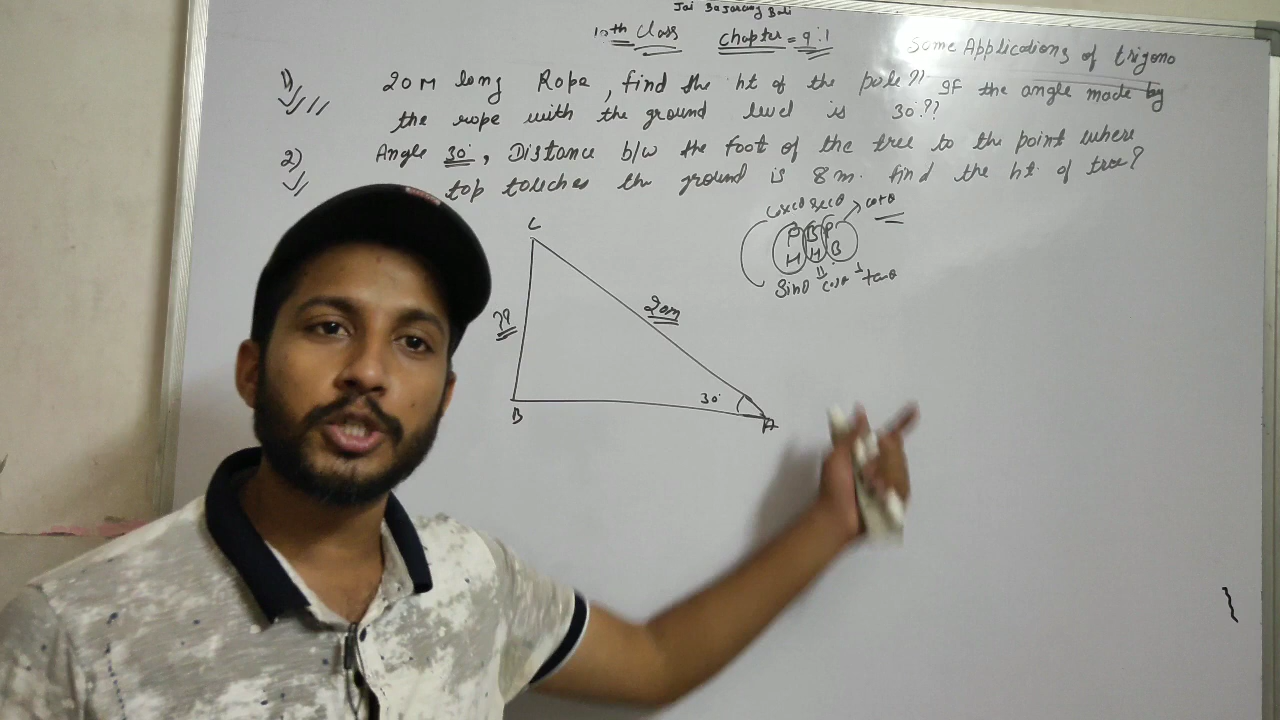 Jai Bajarang Bali
10th Class chapter = 9.1 Some Applications of trigono
1) 20M long Rope, find the ht of the pole?? If the angle made by
the rope with the ground level is 30°??
2) Angle 30°, Distance b/w the foot of the tree to the point where
top touches the ground is 8m. find the ht. of tree?
cosecθ secθ → cotθ
P B P
H H B
sinθ cosθ tanθ
C
??
20m
30°
B
A